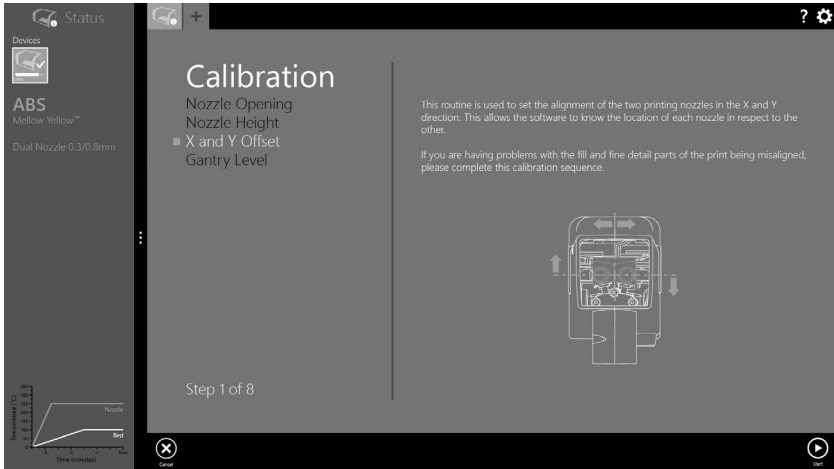 Status
Devices
ABS
Mellow Yellow™
Dual Nozzle 0.3/0.8mm
+
? 
Calibration
Nozzle Opening
Nozzle Height
X and Y Offset
Gantry Level
Step 1 of 8
This routine is used to set the alignment of the two printing nozzles in the X and Y
direction. This allows the software to know the location of each nozzle in respect to the
other.
If you are having problems with the fill and fine detail parts of the print being misaligned,
please complete this calibration sequence.
Temperature (°C)
Nozzle
Bed
Time (minutes)
Cancel
Start